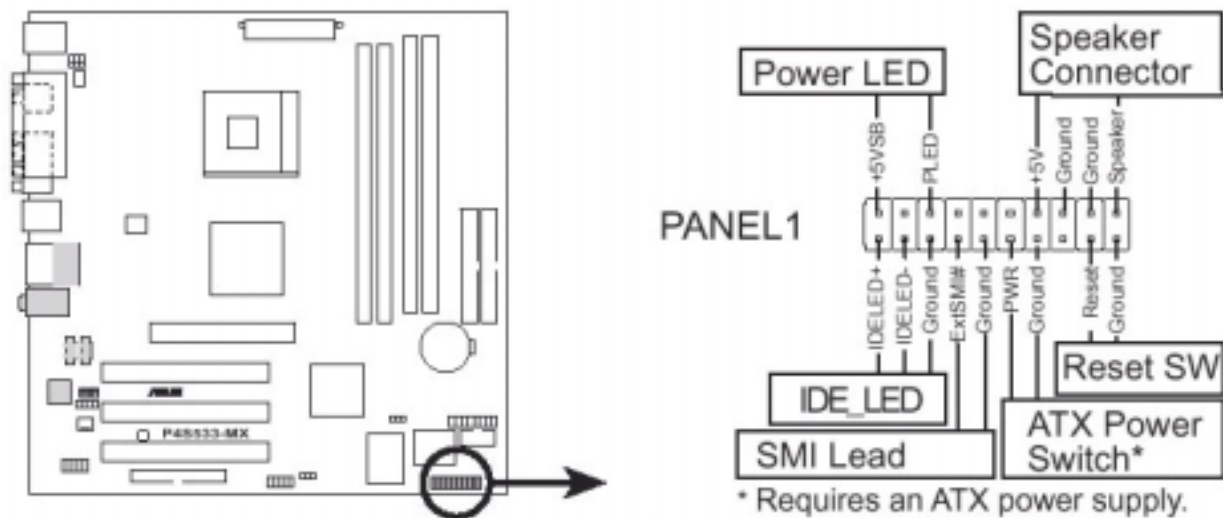 ASUS
P4S533-MX
Power LED
Speaker
Connector
+5VSB
PLED
+5V
Ground
Ground
Speaker
PANEL1
IDELED+
IDELED-
Ground
ExtSMI#
Ground
PWR
Ground
Reset
Ground
Reset SW
IDE_LED
ATX Power
Switch*
SMI Lead
* Requires an ATX power supply.